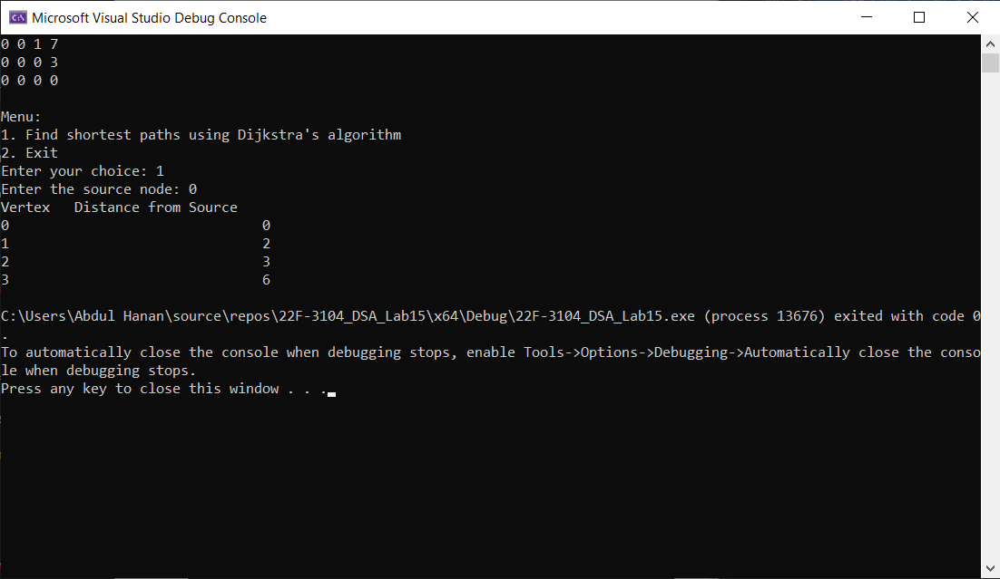 Microsoft Visual Studio Debug Console
0 0 1 7
0 0 0 3
0 0 0 0
Menu:
1. Find shortest paths using Dijkstra's algorithm
2. Exit
Enter your choice: 1
Enter the source node: 0
Vertex   Distance from Source
0                                0
1                                2
2                                3
3                                6
C:\Users\Abdul Hanan\source\repos\22F-3104_DSA_Lab15\x64\Debug\22F-3104_DSA_Lab15.exe (process 13676) exited with code 0
.
To automatically close the console when debugging stops, enable Tools->Options->Debugging->Automatically close the conso
le when debugging stops.
Press any key to close this window . . .